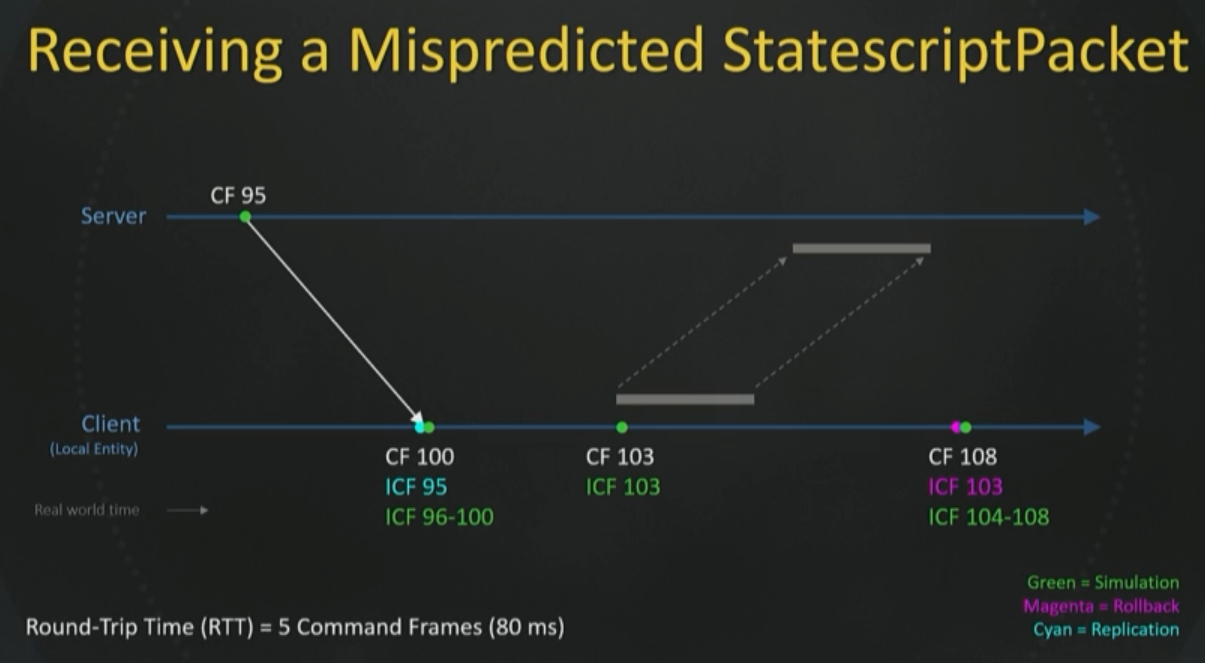 Receiving a Mispredicted StatescriptPacket
CF 95
Server
Client
(Local Entity)
CF 100
ICF 95
ICF 96-100
CF 103
ICF 103
CF 108
ICF 103
ICF 104-108
Real world time
Green = Simulation
Magenta = Rollback
Cyan = Replication
Round-Trip Time (RTT) = 5 Command Frames (80 ms)